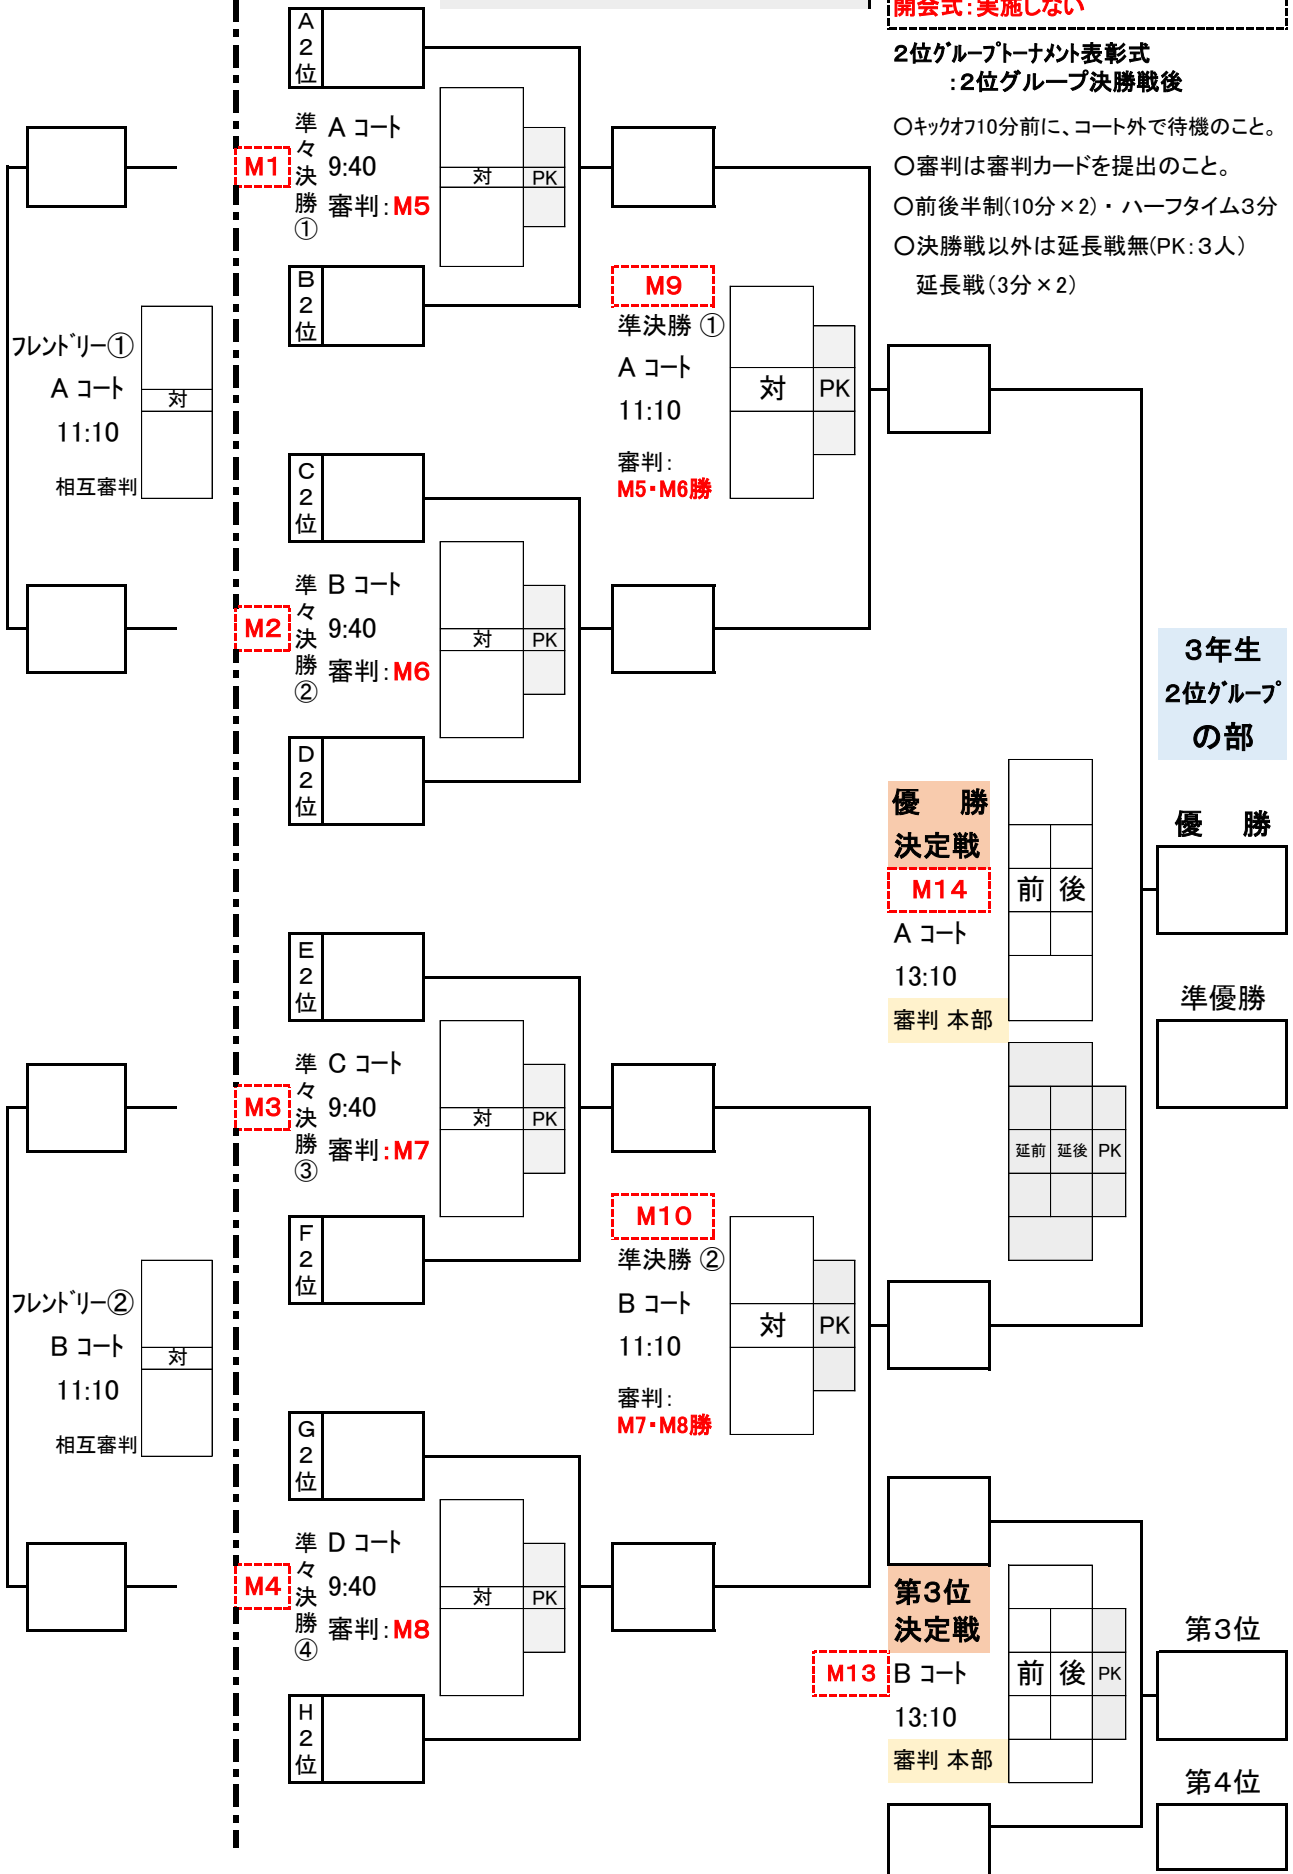 開会式：実施しない
２位グループトーナメント表彰式
：２位グループ決勝戦後
〇キックオフ10分前に、コート外で待機のこと。
〇審判は審判カードを提出のこと。
〇前後半制(10分×2)・ ハーフタイム３分
〇決勝戦以外は延長戦無(PK：３人)
延長戦（3分×2）
A２位
準々決勝①
M1
A コート
9:40
審判：M5
対
PK
B２位
フレンドリー①
A コート
11:10
相互審判
対
M9
準決勝 ①
A コート
11:10
審判：
M5・M6勝
対
PK
C２位
準々決勝②
M2
B コート
9:40
審判：M6
対
PK
D２位
３年生
２位グループ
の部
優　勝
決定戦
M14
A コート
13:10
審判 本部
前
後
延前
延後
PK
優　勝
準優勝
E２位
準々決勝③
M3
C コート
9:40
審判：M7
対
PK
F２位
フレンドリー②
B コート
11:10
相互審判
対
M10
準決勝 ②
B コート
11:10
審判：
M7・M8勝
対
PK
G２位
準々決勝④
M4
D コート
9:40
審判：M8
対
PK
H２位
第３位
決定戦
M13
B コート
13:10
審判 本部
前
後
PK
第３位
第４位